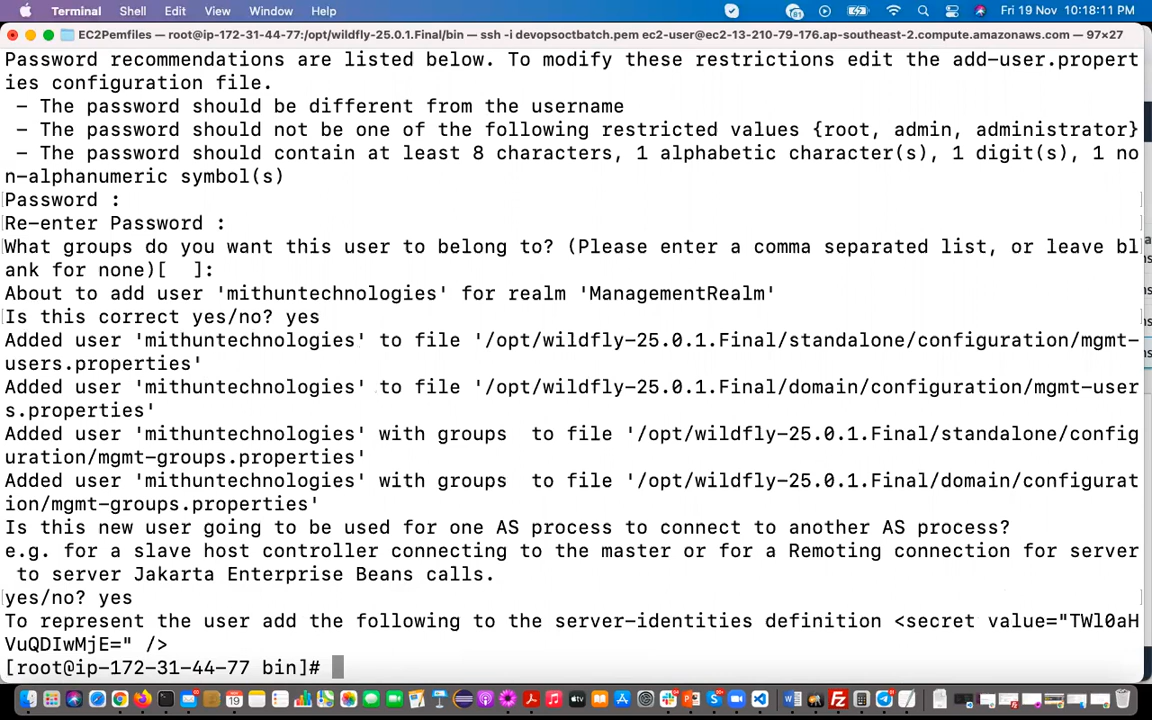 Terminal Shell Edit View Window Help Fri 19 Nov 10:18:11 PM
EC2Pemfiles — root@ip-172-31-44-77:/opt/wildfly-25.0.1.Final/bin — ssh -i devopsoctbatch.pem ec2-user@ec2-13-210-79-176.ap-southeast-2.compute.amazonaws.com — 97×27
Password recommendations are listed below. To modify these restrictions edit the add-user.propert
ies configuration file.
 - The password should be different from the username
 - The password should not be one of the following restricted values {root, admin, administrator}
 - The password should contain at least 8 characters, 1 alphabetic character(s), 1 digit(s), 1 no
n-alphanumeric symbol(s)
Password :
Re-enter Password :
What groups do you want this user to belong to? (Please enter a comma separated list, or leave bl
ank for none)[  ]:
About to add user 'mithuntechnologies' for realm 'ManagementRealm'
Is this correct yes/no? yes
Added user 'mithuntechnologies' to file '/opt/wildfly-25.0.1.Final/standalone/configuration/mgmt-
users.properties'
Added user 'mithuntechnologies' to file '/opt/wildfly-25.0.1.Final/domain/configuration/mgmt-user
s.properties'
Added user 'mithuntechnologies' with groups  to file '/opt/wildfly-25.0.1.Final/standalone/config
uration/mgmt-groups.properties'
Added user 'mithuntechnologies' with groups  to file '/opt/wildfly-25.0.1.Final/domain/configurat
ion/mgmt-groups.properties'
Is this new user going to be used for one AS process to connect to another AS process?
e.g. for a slave host controller connecting to the master or for a Remoting connection for server
 to server Jakarta Enterprise Beans calls.
yes/no? yes
To represent the user add the following to the server-identities definition <secret value="TWl0aH
VuQDIwMjE=" />
[root@ip-172-31-44-77 bin]#